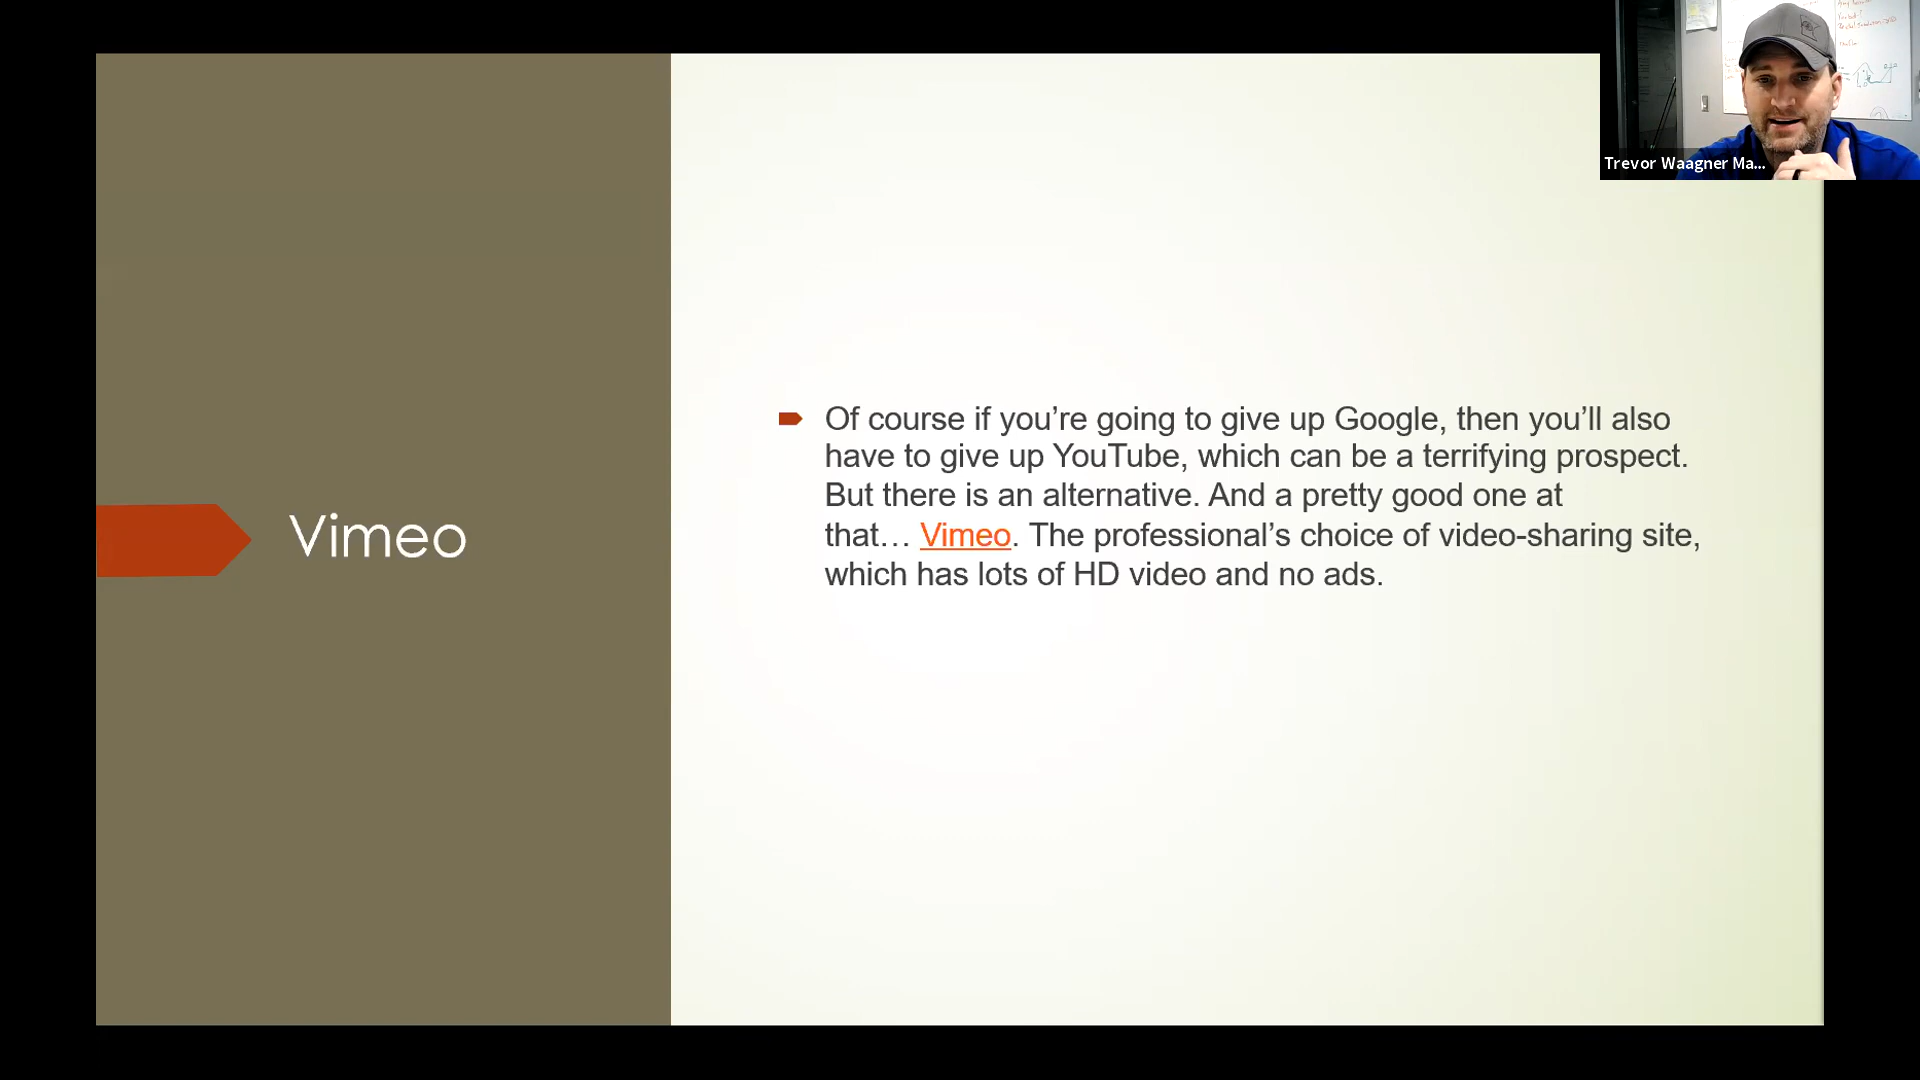 Trevor Waagner Ma...
Vimeo
Of course if you’re going to give up Google, then you’ll also
have to give up YouTube, which can be a terrifying prospect.
But there is an alternative. And a pretty good one at
that… Vimeo. The professional’s choice of video-sharing site,
which has lots of HD video and no ads.